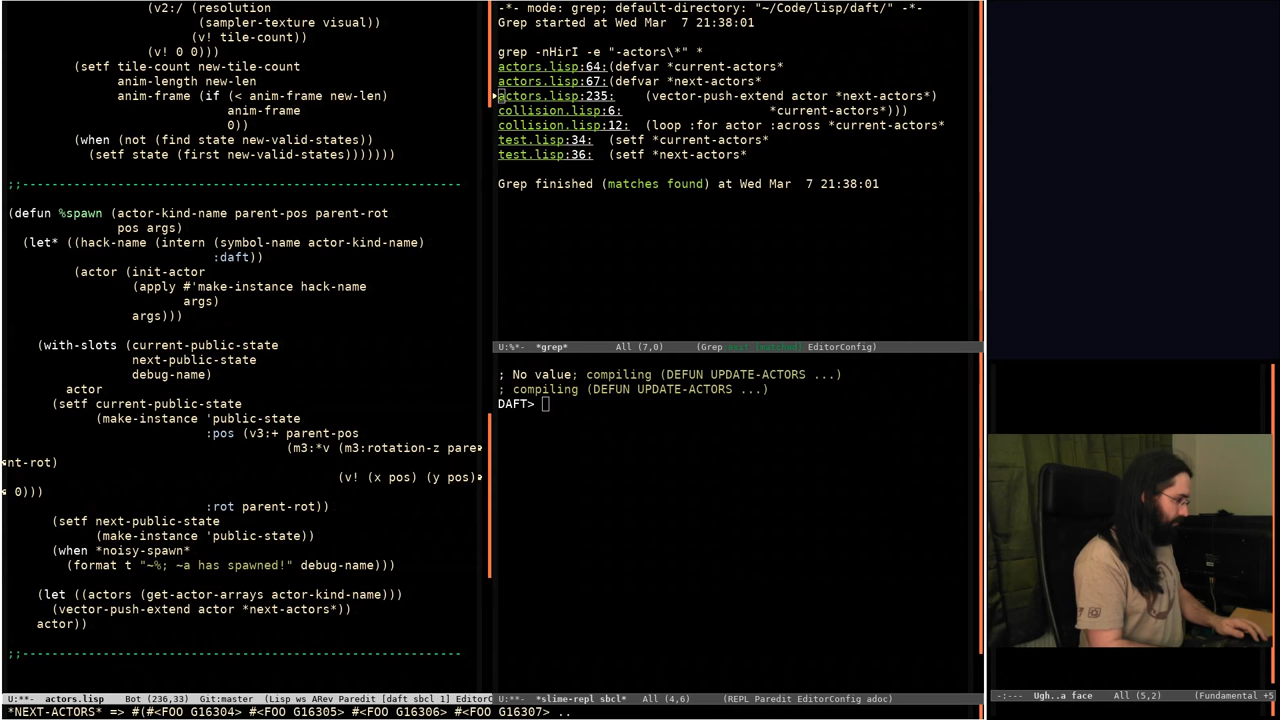 (v2:/ (resolution
(sampler-texture visual))
(v! tile-count))
(v! 0 0)))
(setf tile-count new-tile-count
anim-length new-len
anim-frame (if (< anim-frame new-len)
anim-frame
0))
(when (not (find state new-valid-states))
(setf state (first new-valid-states)))))))
;;------------------------------------------------------------
(defun %spawn (actor-kind-name parent-pos parent-rot
pos args)
(let* ((hack-name (intern (symbol-name actor-kind-name)
:daft))
(actor (init-actor
(apply #'make-instance hack-name
args)
args)))
(with-slots (current-public-state
next-public-state
debug-name)
actor
(setf current-public-state
(make-instance 'public-state
:pos (v3:+ parent-pos
(m3:*v (m3:rotation-z pare
nt-rot)
(v! (x pos) (y pos)
0)))
:rot parent-rot))
(setf next-public-state
(make-instance 'public-state))
(when *noisy-spawn*
(format t "~%; ~a has spawned!" debug-name)))
(let ((actors (get-actor-arrays actor-kind-name)))
(vector-push-extend actor *next-actors*))
actor))
;;------------------------------------------------------------
U:**- actors.lisp Bot (236,33) Git:master (Lisp ws ARev Paredit [daft sbcl 1] EditorC
*NEXT-ACTORS* => #(#<FOO G16304> #<FOO G16305> #<FOO G16306> #<FOO G16307> ..
-*- mode: grep; default-directory: "~/Code/lisp/daft/" -*-
Grep started at Wed Mar 7 21:38:01
grep -nHirI -e "-actors\*" *
actors.lisp:64:(defvar *current-actors*
actors.lisp:67:(defvar *next-actors*
actors.lisp:235: (vector-push-extend actor *next-actors*)
collision.lisp:6: *current-actors*)))
collision.lisp:12: (loop :for actor :across *current-actors*
test.lisp:34: (setf *current-actors*
test.lisp:36: (setf *next-actors*
Grep finished (matches found) at Wed Mar 7 21:38:01
U:%*- *grep* All (7,0) (Grep:exit [matched] EditorConfig)
; No value; compiling (DEFUN UPDATE-ACTORS ...)
; compiling (DEFUN UPDATE-ACTORS ...)
DAFT>
U:**- *slime-repl sbcl* All (4,6) (REPL Paredit EditorConfig adoc)
-:--- Ugh..a face All (5,2) (Fundamental +5